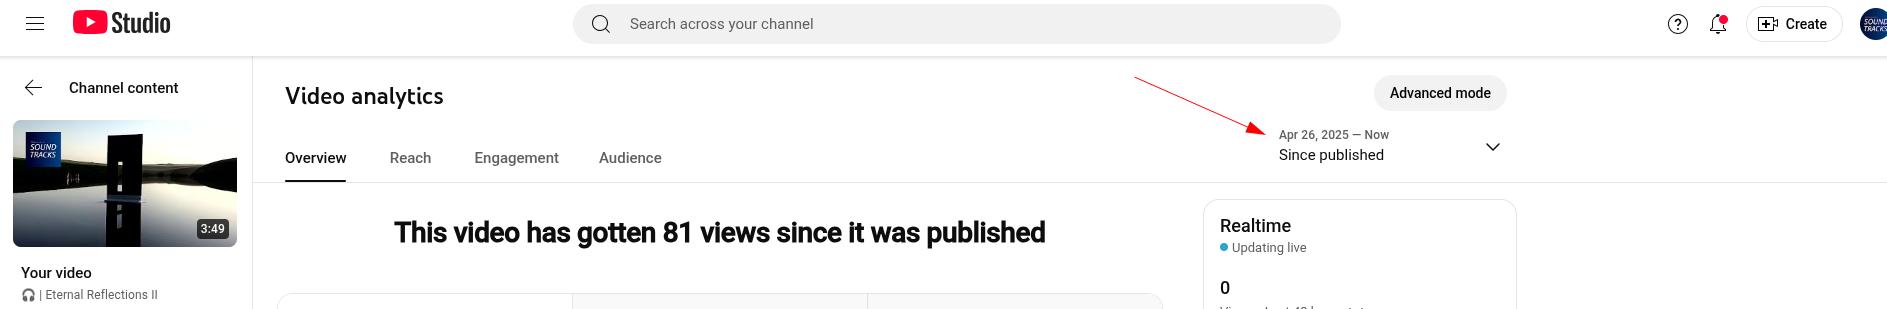 Studio
Search across your channel
Create
SOUND
TRACKS
Channel content
Video analytics
Advanced mode
SOUND
TRACKS
Apr 26, 2025 – Now
Since published
Overview
Reach
Engagement
Audience
3:49
This video has gotten 81 views since it was published
Realtime
Updating live
Your video
| Eternal Reflections II
0